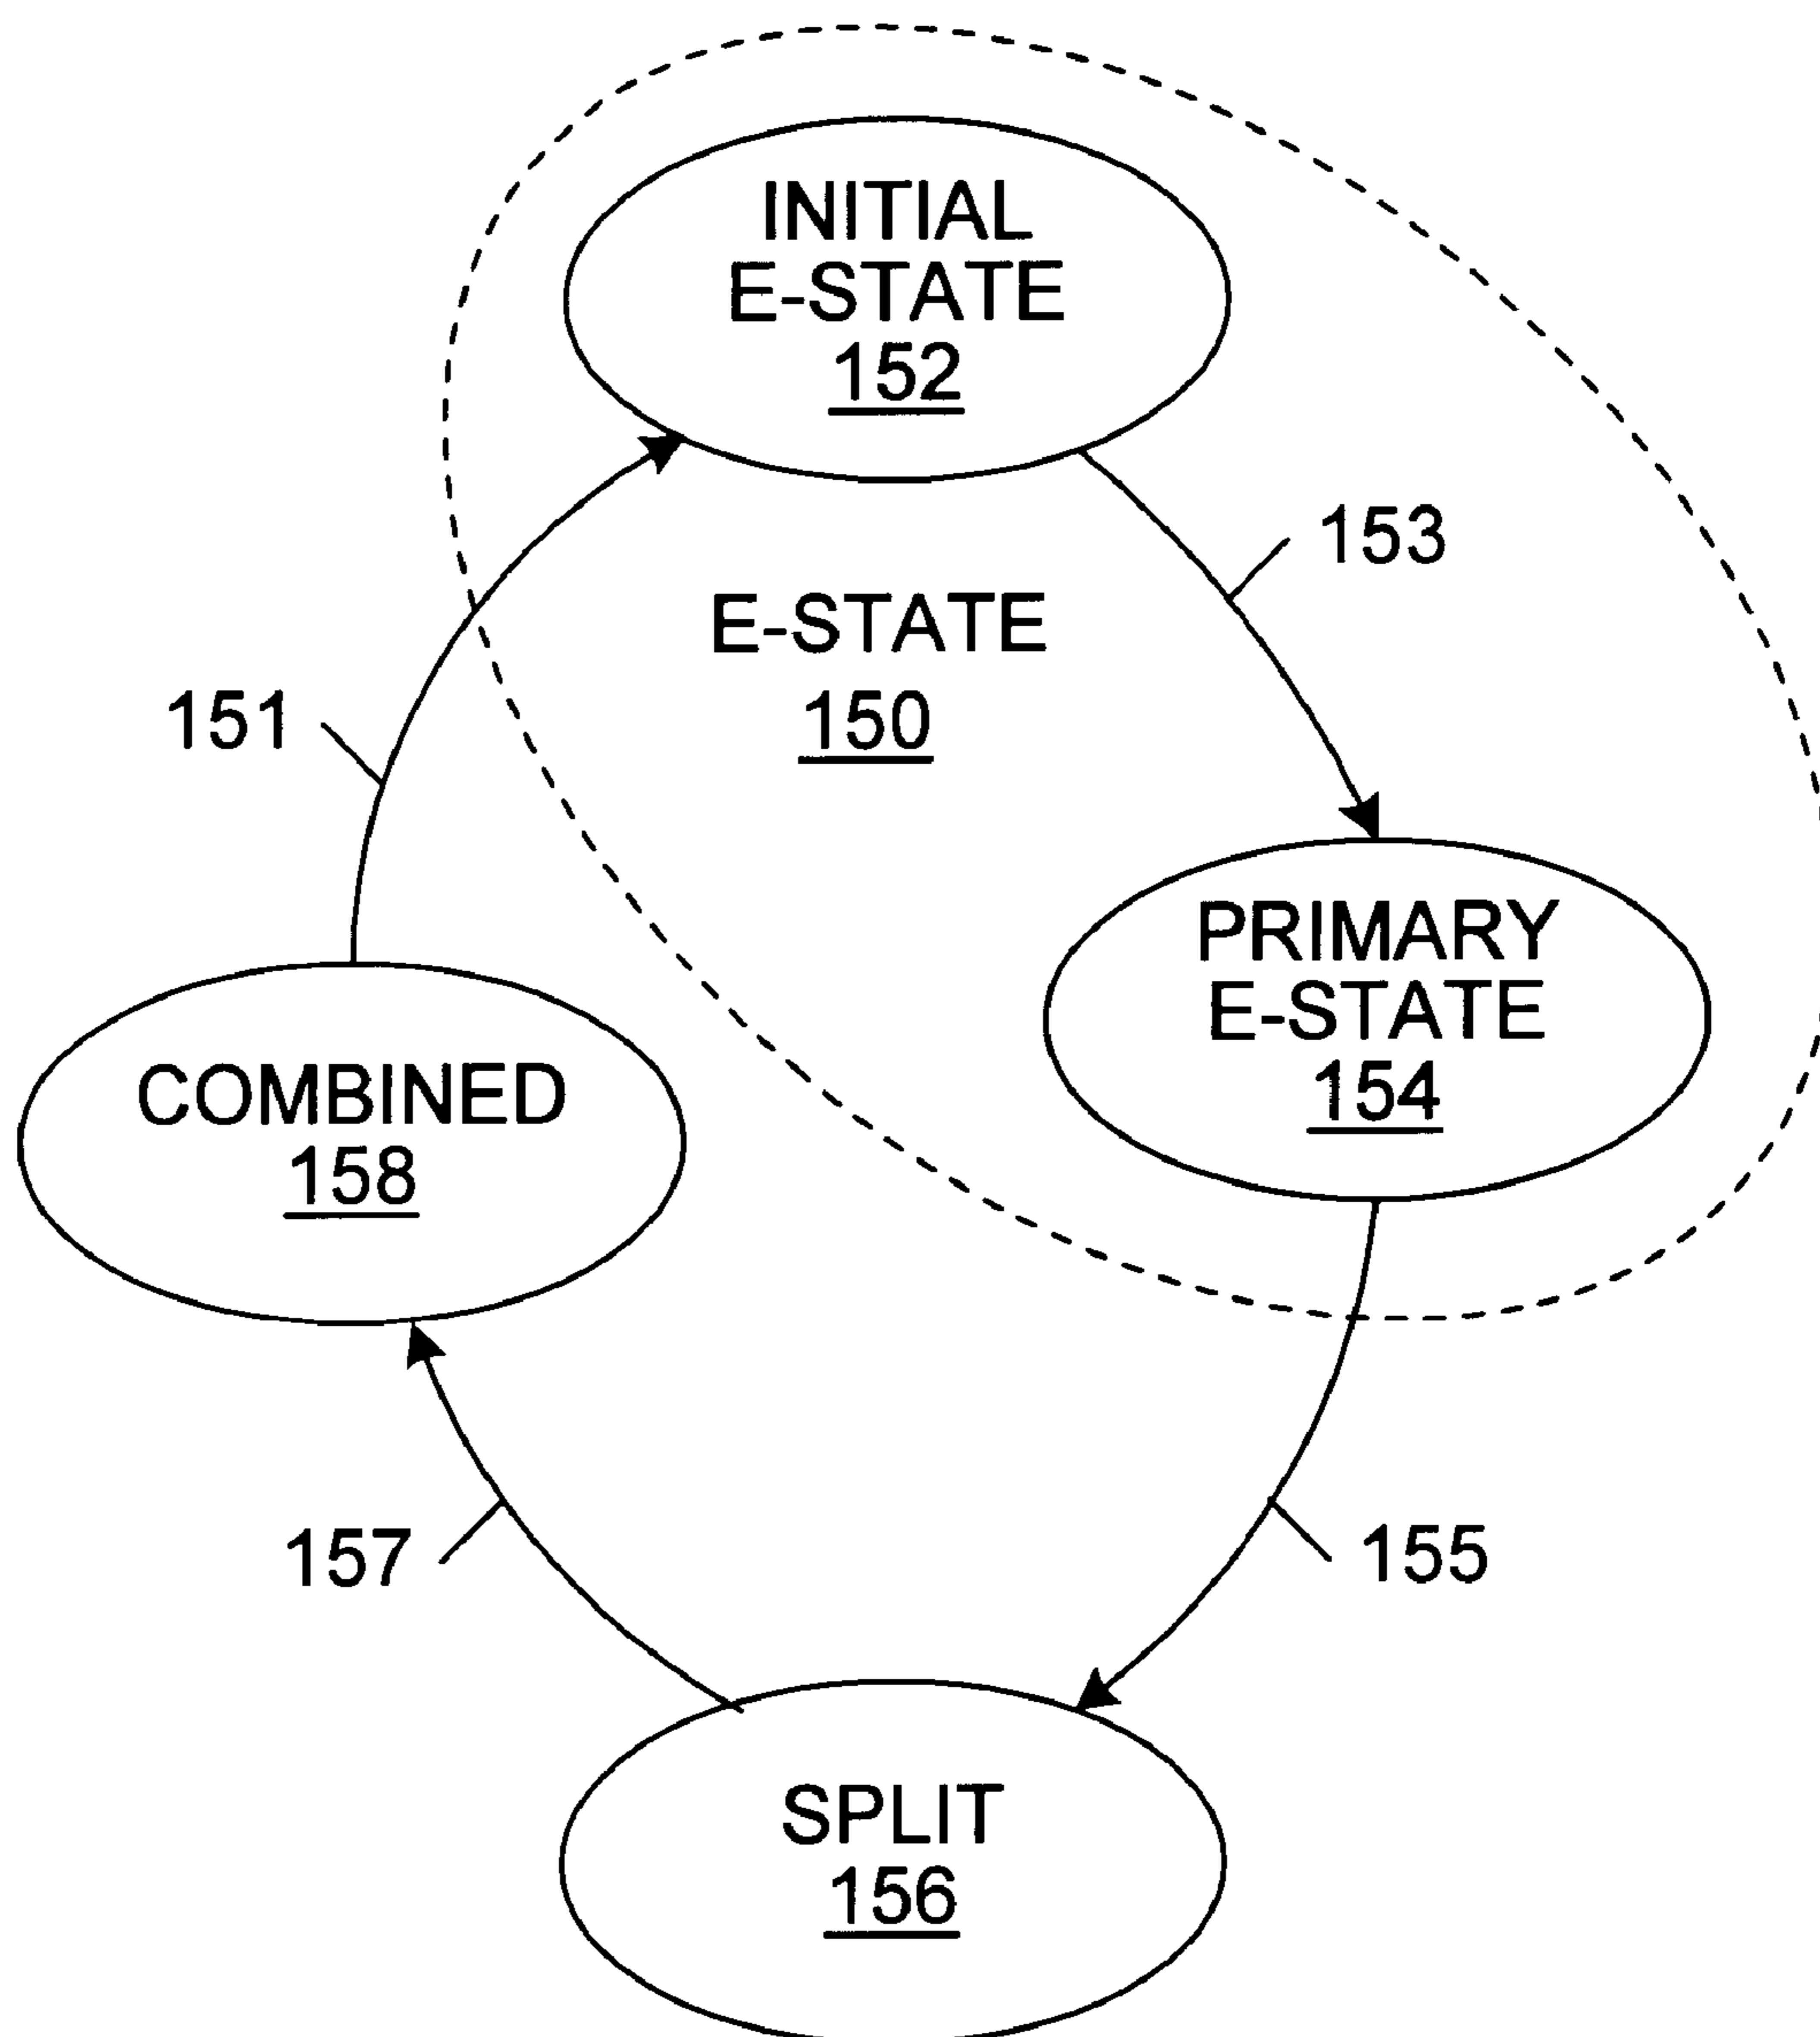 INITIAL
E-STATE
152
153
E-STATE
150
151
PRIMARY
E-STATE
154
COMBINED
158
157
155
SPLIT
156